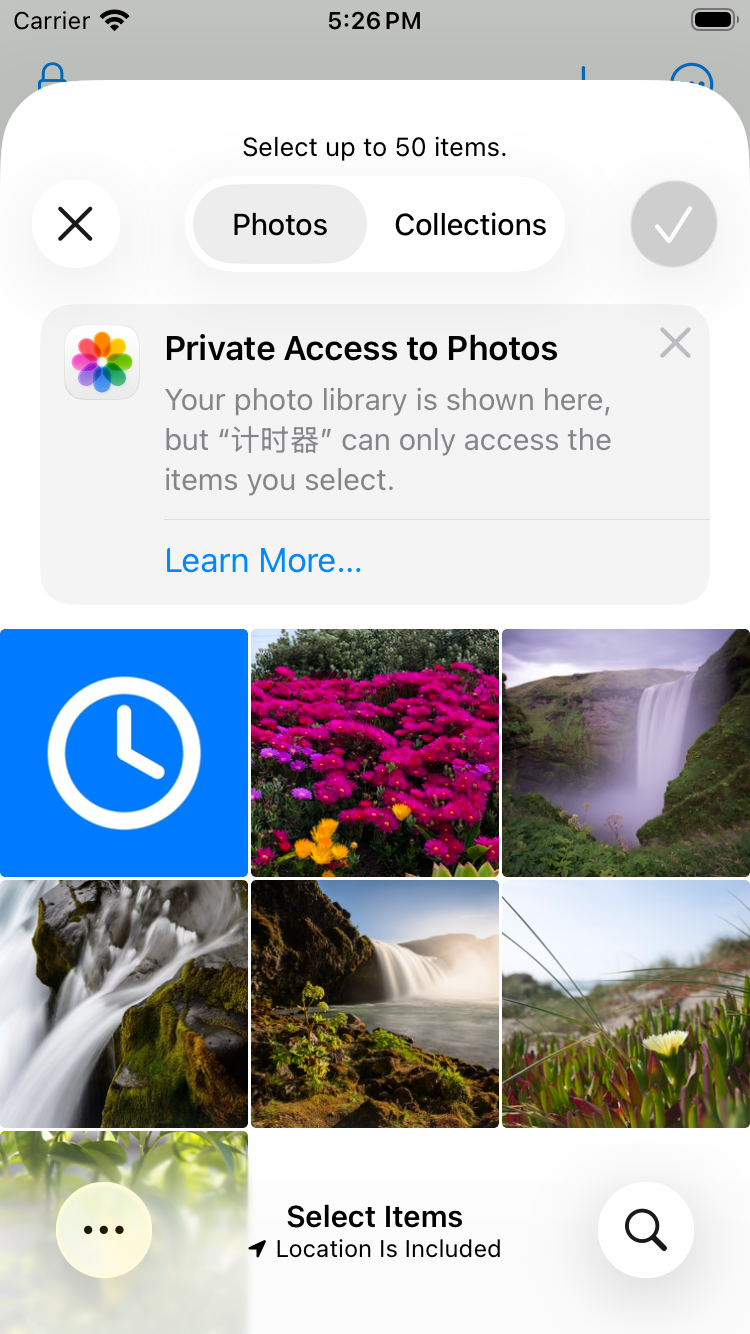 Carrier
5:26 PM
Select up to 50 items.
Photos
Collections
Private Access to Photos
Your photo library is shown here,
but “计时器” can only access the
items you select.
Learn More...
Select Items
Location Is Included